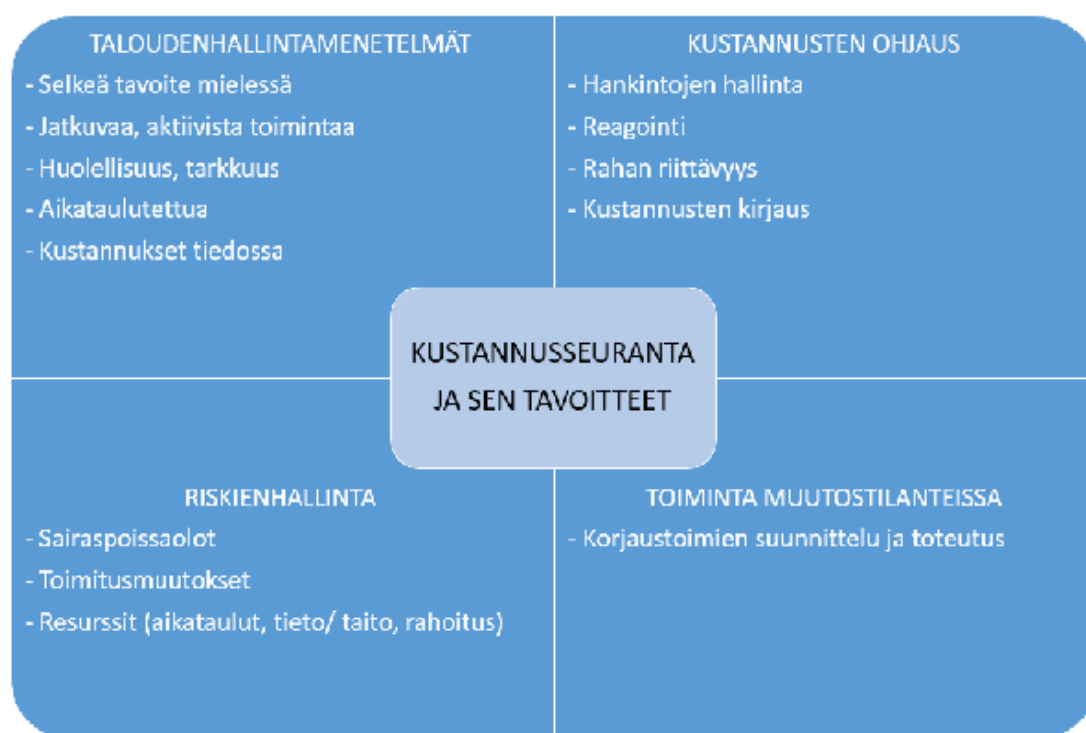 TALOUDENHALLINTAMENETELMÄT
- Selkeä tavoite mielessä
- Jatkuvaa, aktiivista toimintaa
- Huolellisuus, tarkkuus
- Aikataulutettua
- Kustannukset tiedossa
KUSTANNUSTEN OHJAUS
- Hankintojen hallinta
- Reagointi
- Rahan riittävyys
- Kustannusten kirjaus
KUSTANNUSSEURANTA
JA SEN TAVOITTEET
RISKIENHALLINTA
- Sairaspoissaolot
- Toimitusmuutokset
- Resurssit (aikataulut, tieto/ taito, rahoitus)
TOIMINTA MUUTOSTILANTEISSA
- Korjaustoimien suunnittelu ja toteutus